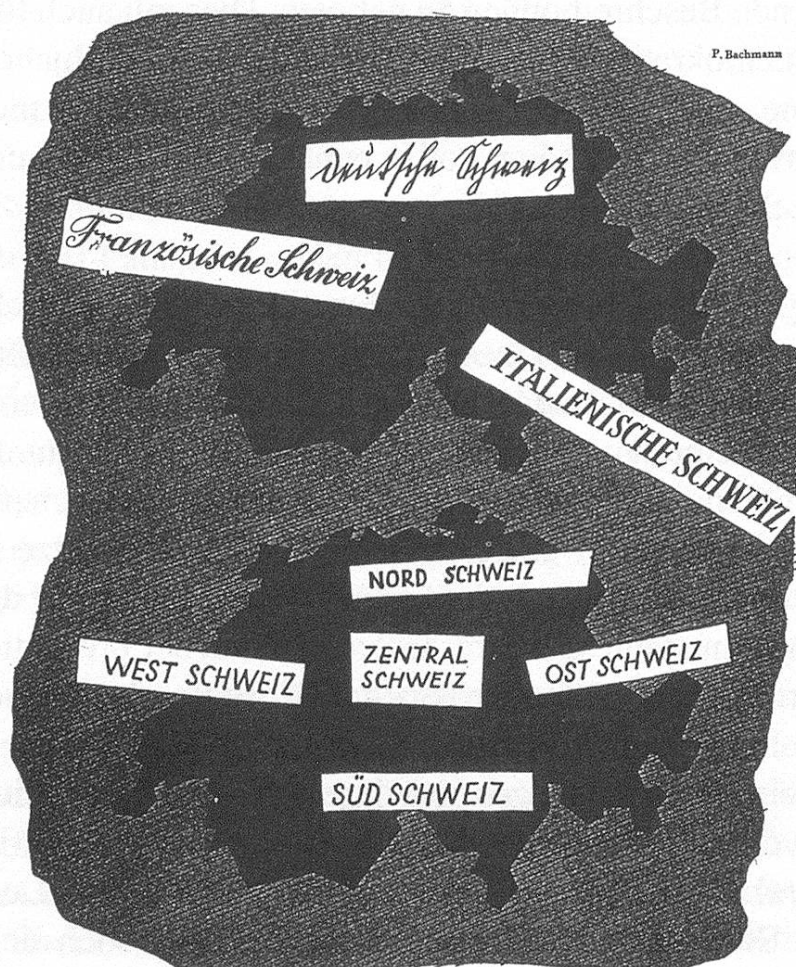 P. Bachmann
Deutsche Schweiz
Französische Schweiz
ITALIENISCHE SCHWEIZ
NORD SCHWEIZ
WEST SCHWEIZ
ZENTRAL
SCHWEIZ
OST SCHWEIZ
SÜD SCHWEIZ